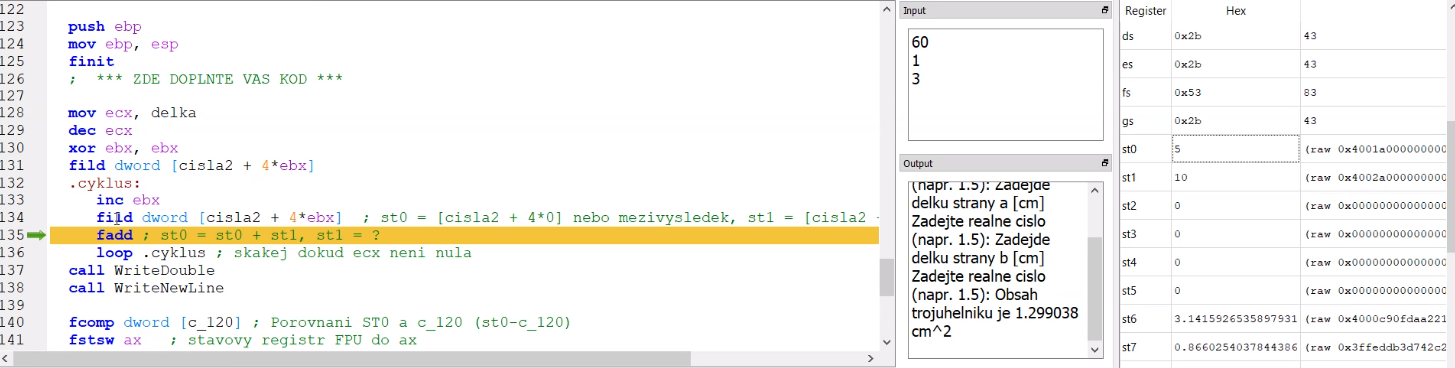 122
123 push ebp
124 mov ebp, esp
125 finit
126 ; *** ZDE DOPLNTE VAS KOD ***
127
128 mov ecx, delka
129 dec ecx
130 xor ebx, ebx
131 fild dword [cisla2 + 4*ebx]
132 .cyklus:
133 inc ebx
134 fild dword [cisla2 + 4*ebx] ; st0 = [cisla2 + 4*0] nebo mezivysledek, st1 = [cisla2 -
135 fadd ; st0 = st0 + st1, st1 = ?
136 loop .cyklus ; skakej dokud ecx neni nula
137 call WriteDouble
138 call WriteNewLine
139
140 fcomp dword [c_120] ; Porovnani ST0 a c_120 (st0-c_120)
141 fstsw ax ; stavovy registr FPU do ax
Input
60
1
3
Output
(napr. 1.5): Zadejde
delku strany a [cm]
Zadejte realne cislo
(napr. 1.5): Zadejde
delku strany b [cm]
Zadejte realne cislo
(napr. 1.5): Obsah
trojuhelniku je 1.299038
cm^2
Register Hex
ds 0x2b 43
es 0x2b 43
fs 0x53 83
gs 0x2b 43
st0 5 (raw 0x4001a000000000
st1 10 (raw 0x4002a000000000
st2 0 (raw 0x00000000000000
st3 0 (raw 0x00000000000000
st4 0 (raw 0x00000000000000
st5 0 (raw 0x00000000000000
st6 3.1415926535897931 (raw 0x4000c90fdaa221
st7 0.8660254037844386 (raw 0x3ffeddb3d742c2